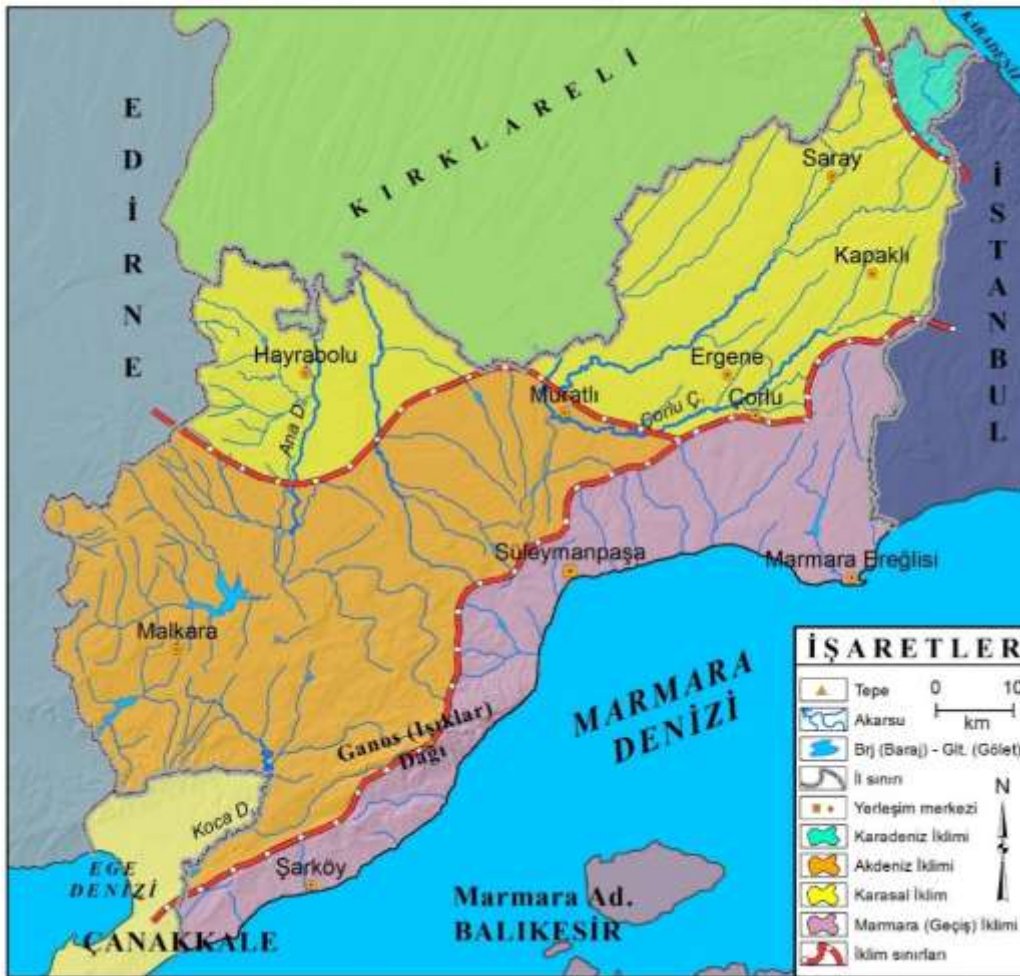 KARADENİZ
EDİRNE
KIRKLARELİ
İSTANBUL
Saray
Kapaklı
Hayrabolu
Ergene
Muratlı
Çorlu Ç.
Çorlu
Ana D.
Süleymanpaşa
Marmara Ereğlisi
Malkara
MARMARA
DENİZİ
Ganos (Işıklar)
Dağı
Koca D.
EGE
DENİZİ
Şarköy
ÇANAKKALE
Marmara Ad.
BALIKESİR
İŞARETLER
Tepe
0 10
km
Akarsu
Brj (Baraj) - Glt. (Gölet)
İl sınırı
N
Yerleşim merkezi
Karadeniz İklimi
Akdeniz İklimi
Karasal İklim
Marmara (Geçiş) İklimi
İklim sınırları